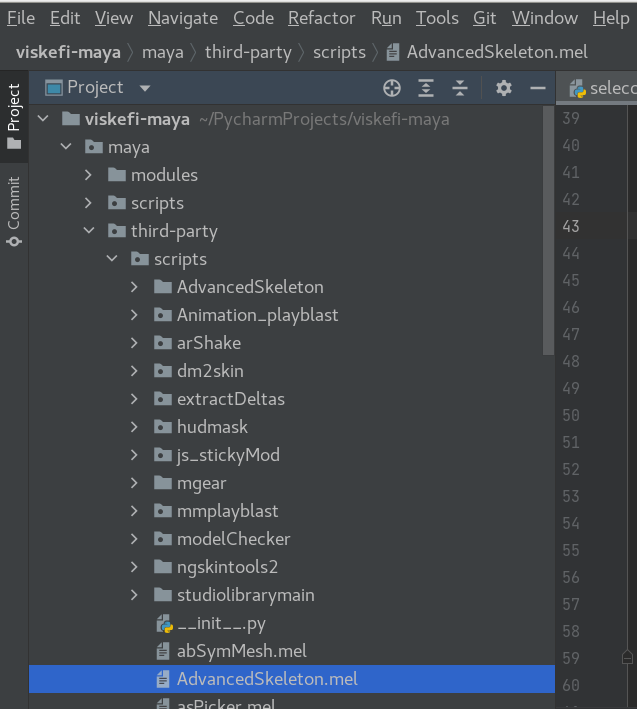 File Edit View Navigate Code Refactor Run Tools Git Window Help
viskefi-maya maya third-party scripts AdvancedSkeleton.mel
Project
Project
Commit
selecc
viskefi-maya ~/PycharmProjects/viskefi-maya
maya
modules
scripts
third-party
scripts
AdvancedSkeleton
Animation_playblast
arShake
dm2skin
extractDeltas
hudmask
js_stickyMod
mgear
mmplayblast
modelChecker
ngskintools2
studiolibrarymain
__init__.py
abSymMesh.mel
AdvancedSkeleton.mel
asPicker.mel
39
40
41
42
43
44
45
46
47
48
49
50
51
52
53
54
55
56
57
58
59
60